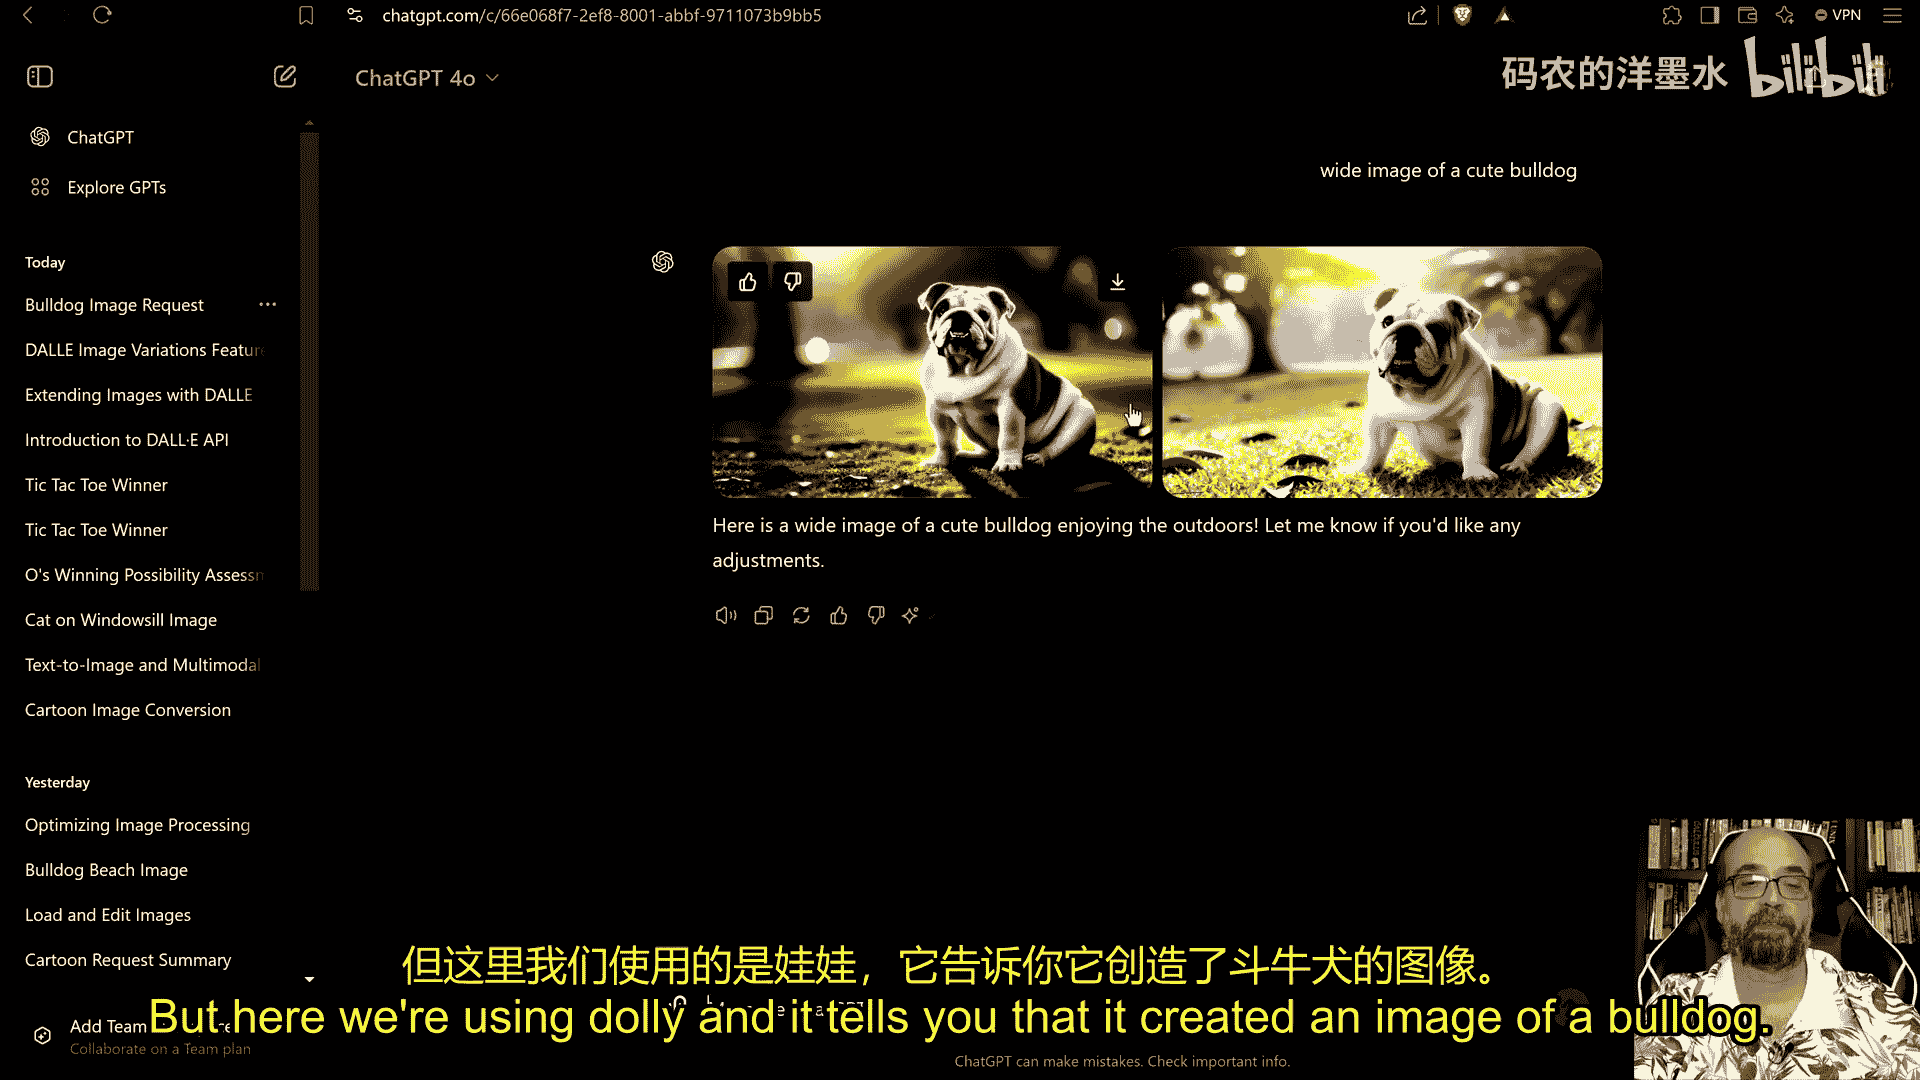 chatgpt.com/c/66e068f7-2ef8-8001-abbf-9711073b9bb5
VPN
ChatGPT 4o
码农的洋墨水 bilibili
ChatGPT
Explore GPTs
Today
Bulldog Image Request
DALLE Image Variations Feature
Extending Images with DALLE
Introduction to DALL·E API
Tic Tac Toe Winner
Tic Tac Toe Winner
O's Winning Possibility Assessm
Cat on Windowsill Image
Text-to-Image and Multimodal
Cartoon Image Conversion
Yesterday
Optimizing Image Processing
Bulldog Beach Image
Load and Edit Images
Cartoon Request Summary
Add Team
Collaborate on a Team plan
wide image of a cute bulldog
Here is a wide image of a cute bulldog enjoying the outdoors! Let me know if you'd like any
adjustments.
但这里我们使用的是娃娃，它告诉你它创造了斗牛犬的图像。
But here we're using dolly and it tells you that it created an image of a bulldog.
ChatGPT can make mistakes. Check important info.